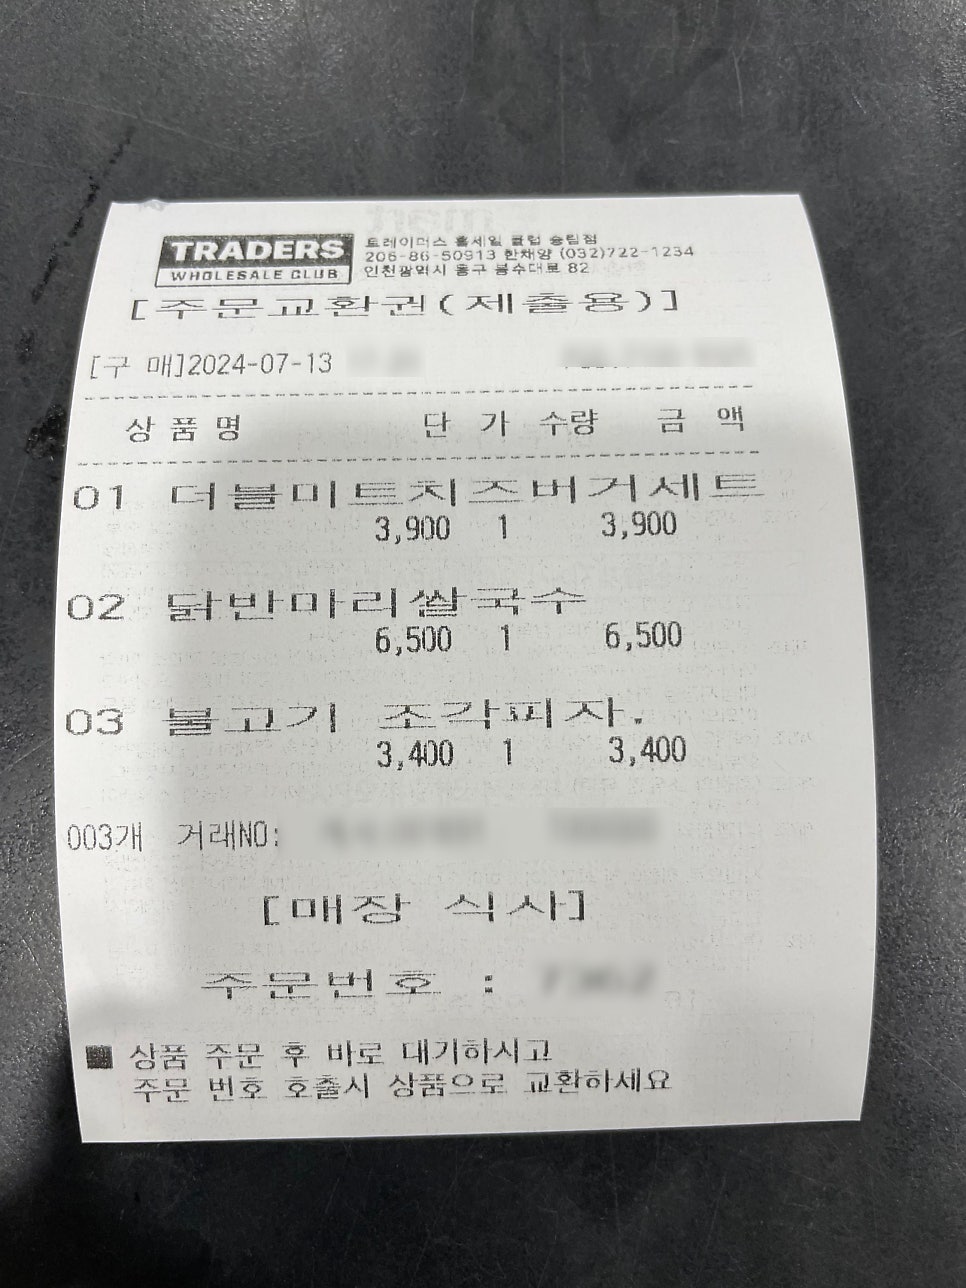 TRADERS
WHOLESALE CLUB
트레이더스 홀세일 클럽 송림점
206-86-50913 한채양 (032)722-1234
인천광역시 동구 봉수대로 82
[주문교환권(제출용)]
[구 매]2024-07-13
상 품 명 단 가 수량 금 액
01 더블미트치즈버거세트
3,900 1 3,900
02 닭반마리쌀국수
6,500 1 6,500
03 불고기 조각피자.
3,400 1 3,400
003개 거래NO:
[매장 식사]
주문번호 :
■ 상품 주문 후 바로 대기하시고
주문 번호 호출시 상품으로 교환하세요